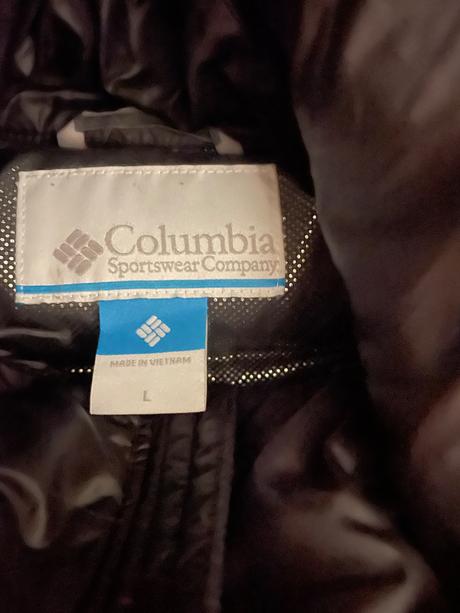 Columbia
Sportswear Company
MADE IN VIETNAM
L